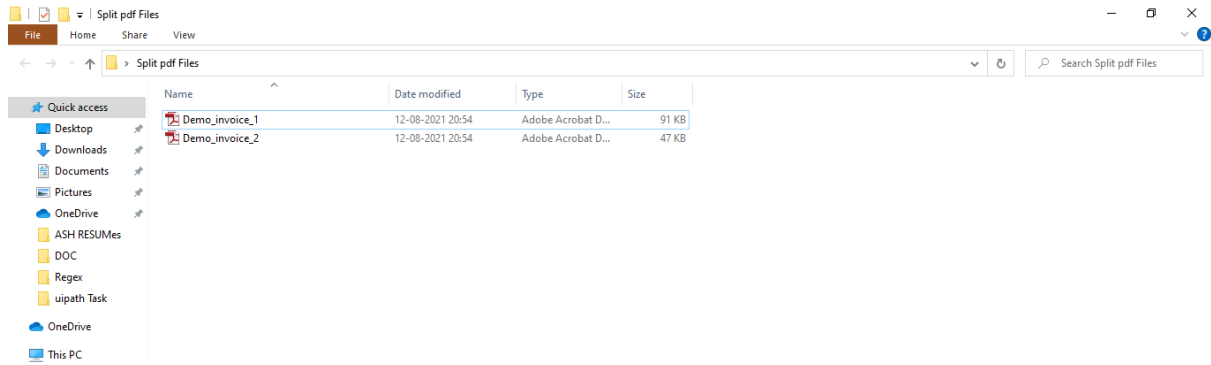 Split pdf Files
File Home Share View
Split pdf Files
Search Split pdf Files
Name Date modified Type Size
Quick access
Demo_invoice_1 12-08-2021 20:54 Adobe Acrobat D... 91 KB
Desktop
Demo_invoice_2 12-08-2021 20:54 Adobe Acrobat D... 47 KB
Downloads
Documents
Pictures
OneDrive
ASH RESUMes
DOC
Regex
uipath Task
OneDrive
This PC